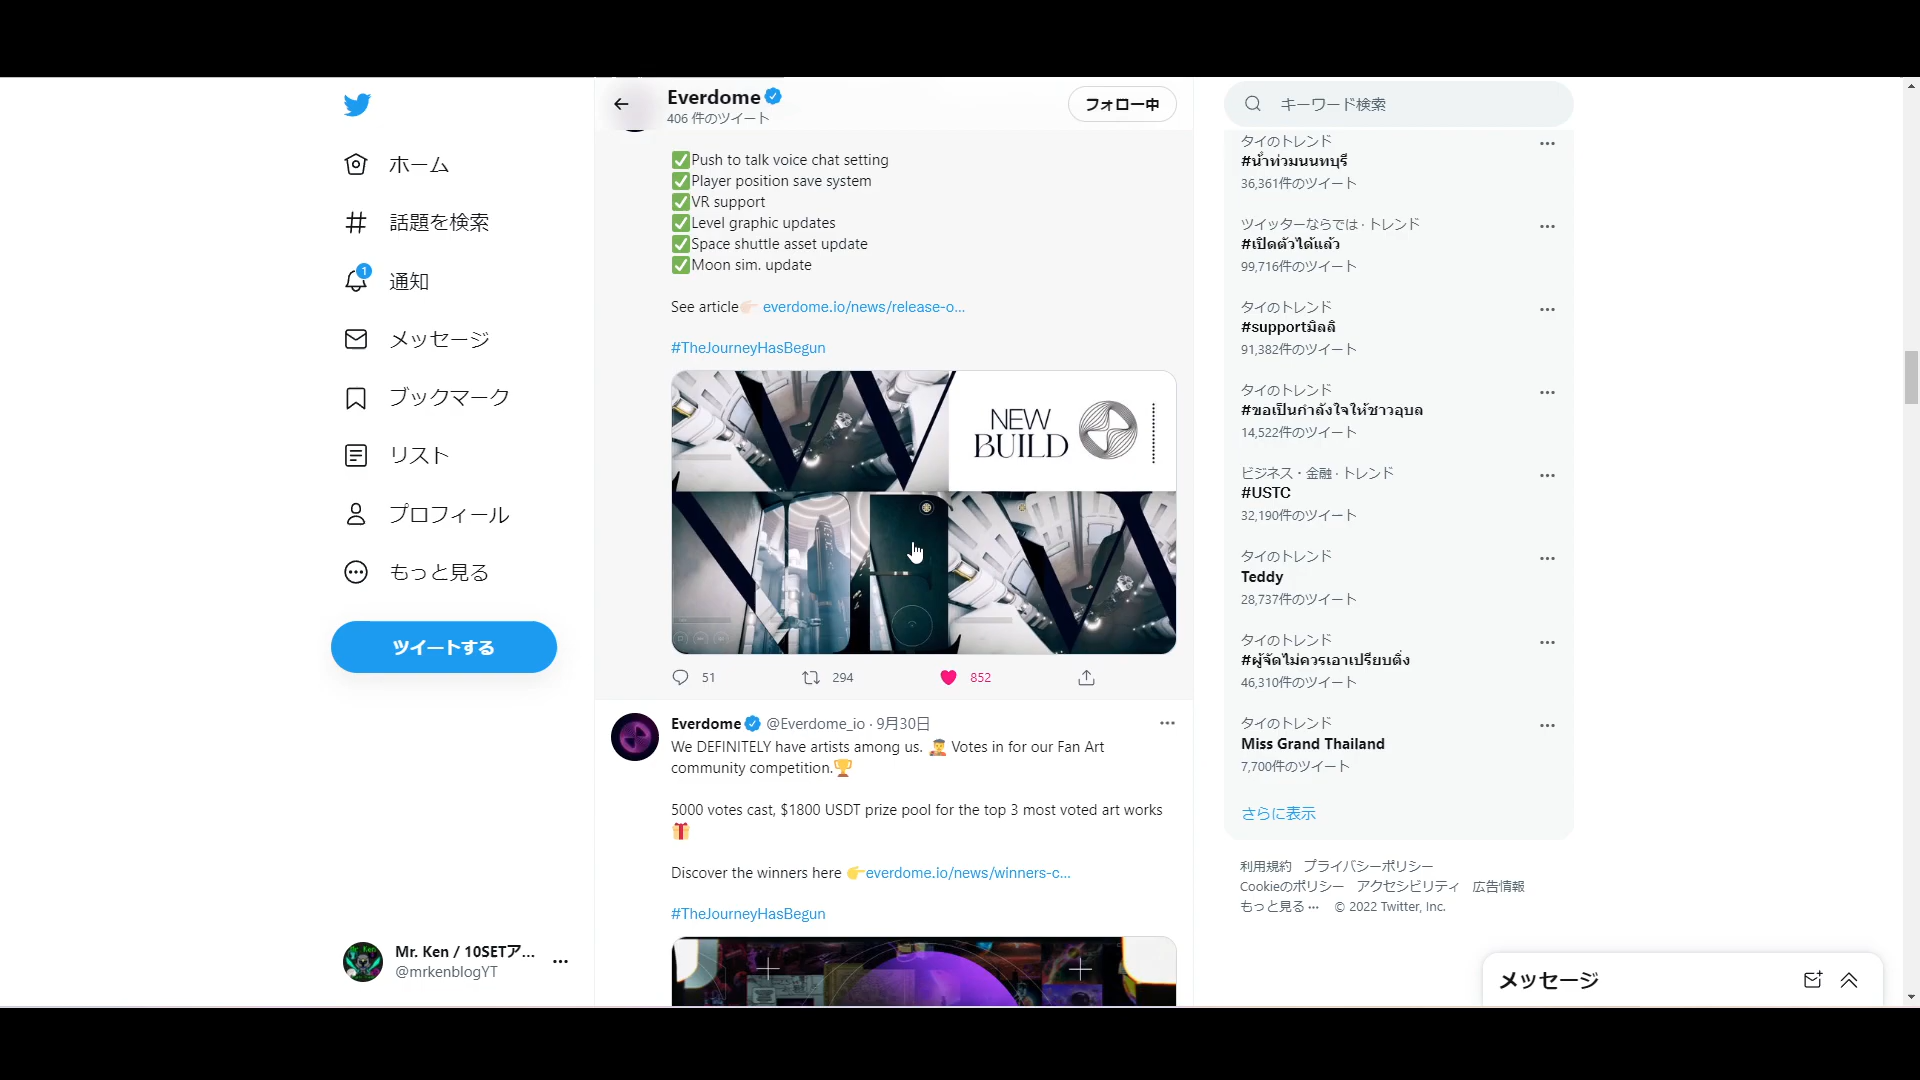 ホーム
話題を検索
1
通知
メッセージ
ブックマーク
リスト
プロフィール
もっと見る
ツイートする
Mr. Ken / 10SETア...
@mrkenblogYT
Everdome
406 件のツイート
フォロー中
✅Push to talk voice chat setting
✅Player position save system
✅VR support
✅Level graphic updates
✅Space shuttle asset update
✅Moon sim. update
See article👉🏻 everdome.io/news/release-o...
#TheJourneyHasBegun
NEW
BUILD
51 294 852
Everdome @Everdome_io · 9月30日
We DEFINITELY have artists among us. 👨‍🎨 Votes in for our Fan Art
community competition.🏆
5000 votes cast, $1800 USDT prize pool for the top 3 most voted art works
🎁
Discover the winners here 👉everdome.io/news/winners-c...
#TheJourneyHasBegun
キーワード検索
タイのトレンド
#น้ําท่วมนนทบุรี
36,361件のツイート
ツイッターならでは · トレンド
#เปิดตัวได้แล้ว
99,716件のツイート
タイのトレンド
#supportมิลลิ
91,382件のツイート
タイのトレンド
#ขอเป็นกําลังใจให้ชาวอุบล
14,522件のツイート
ビジネス・金融 · トレンド
#USTC
32,190件のツイート
タイのトレンド
Teddy
28,737件のツイート
タイのトレンド
#ผู้จัดไม่ควรเอาเปรียบติ่ง
46,310件のツイート
タイのトレンド
Miss Grand Thailand
7,700件のツイート
さらに表示
利用規約 プライバシーポリシー
Cookieのポリシー アクセシビリティ 広告情報
もっと見る ··· © 2022 Twitter, Inc.
メッセージ